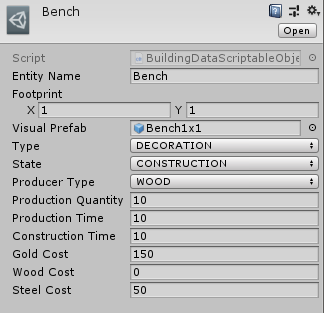 Bench
Open
Script BuildingDataScriptableObje
Entity Name Bench
Footprint
X 1 Y 1
Visual Prefab Bench1x1
Type DECORATION
State CONSTRUCTION
Producer Type WOOD
Production Quantity 10
Production Time 10
Construction Time 10
Gold Cost 150
Wood Cost 0
Steel Cost 50